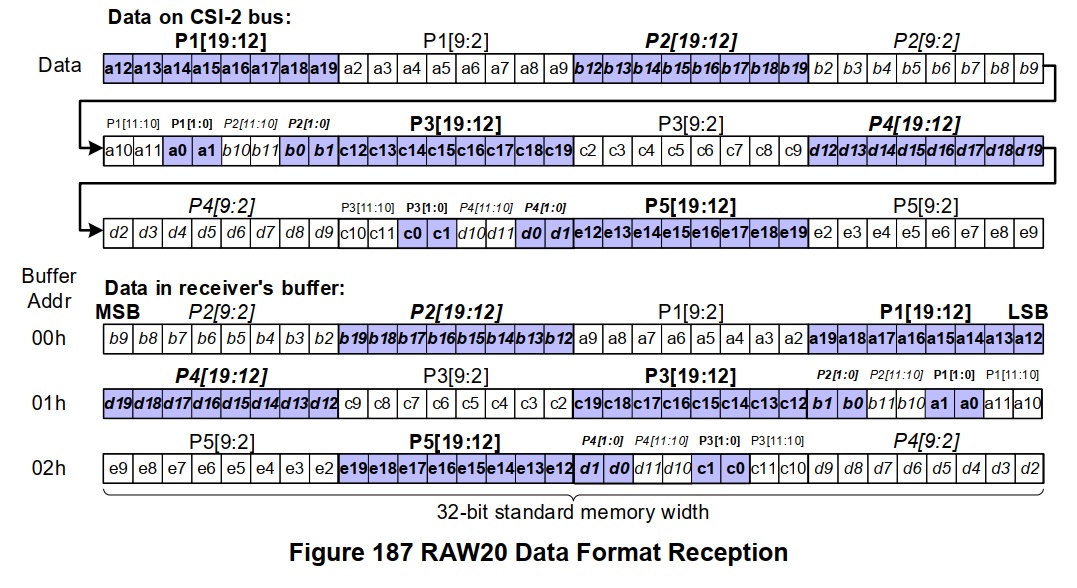 Data on CSI-2 bus:
P1[19:12] P1[9:2] P2[19:12] P2[9:2]
Data a12 a13 a14 a15 a16 a17 a18 a19 a2 a3 a4 a5 a6 a7 a8 a9 b12 b13 b14 b15 b16 b17 b18 b19 b2 b3 b4 b5 b6 b7 b8 b9
P1[11:10] P1[1:0] P2[11:10] P2[1:0] P3[19:12] P3[9:2] P4[19:12]
a10 a11 a0 a1 b10 b11 b0 b1 c12 c13 c14 c15 c16 c17 c18 c19 c2 c3 c4 c5 c6 c7 c8 c9 d12 d13 d14 d15 d16 d17 d18 d19
P4[9:2] P3[11:10] P3[1:0] P4[11:10] P4[1:0] P5[19:12] P5[9:2]
d2 d3 d4 d5 d6 d7 d8 d9 c10 c11 c0 c1 d10 d11 d0 d1 e12 e13 e14 e15 e16 e17 e18 e19 e2 e3 e4 e5 e6 e7 e8 e9
Buffer
Addr
Data in receiver's buffer:
MSB P2[9:2] P2[19:12] P1[9:2] P1[19:12] LSB
00h b9 b8 b7 b6 b5 b4 b3 b2 b19 b18 b17 b16 b15 b14 b13 b12 a9 a8 a7 a6 a5 a4 a3 a2 a19 a18 a17 a16 a15 a14 a13 a12
P4[19:12] P3[9:2] P3[19:12] P2[1:0] P2[11:10] P1[1:0] P1[11:10]
01h d19 d18 d17 d16 d15 d14 d13 d12 c9 c8 c7 c6 c5 c4 c3 c2 c19 c18 c17 c16 c15 c14 c13 c12 b1 b0 b11 b10 a1 a0 a11 a10
P5[9:2] P5[19:12] P4[1:0] P4[11:10] P3[1:0] P3[11:10] P4[9:2]
02h e9 e8 e7 e6 e5 e4 e3 e2 e19 e18 e17 e16 e15 e14 e13 e12 d1 d0 d11 d10 c1 c0 c11 c10 d9 d8 d7 d6 d5 d4 d3 d2
32-bit standard memory width
Figure 187 RAW20 Data Format Reception